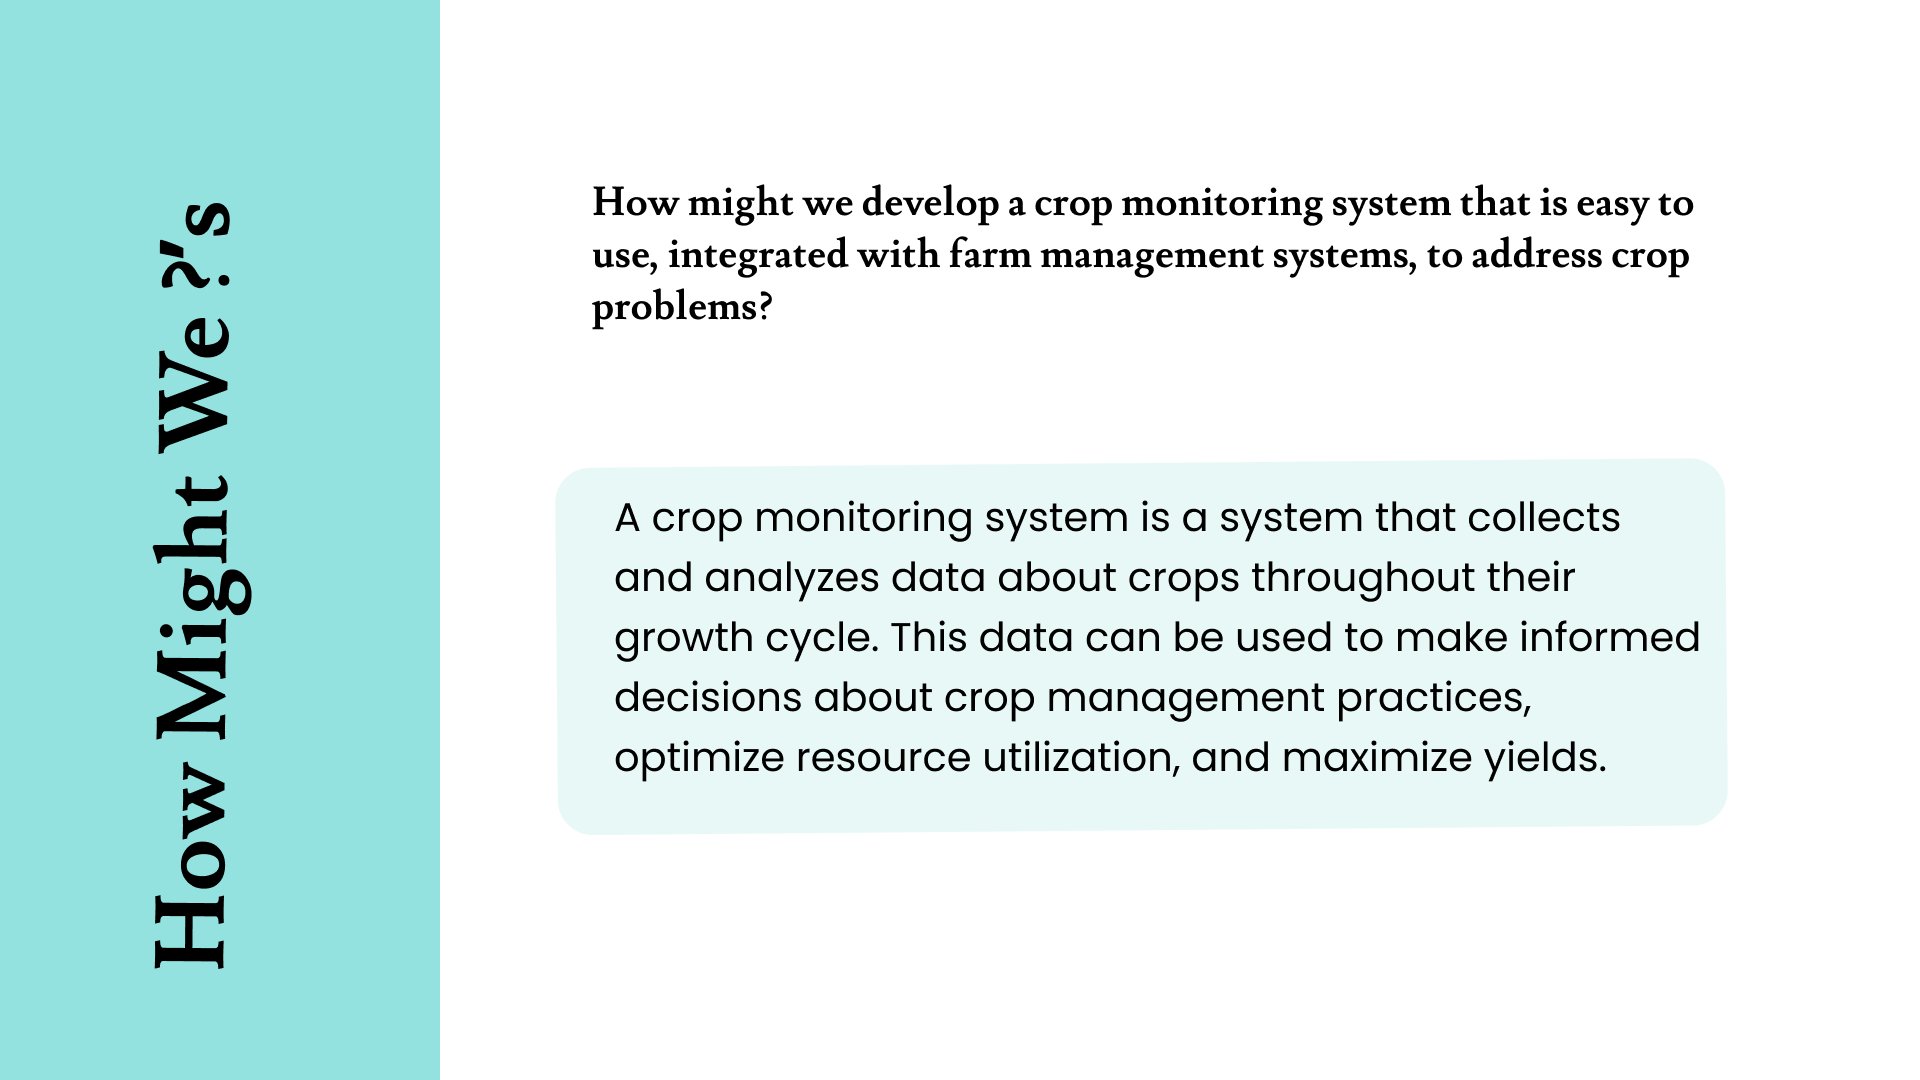 How Might We ?'s
How might we develop a crop monitoring system that is easy to
use, integrated with farm management systems, to address crop
problems?
A crop monitoring system is a system that collects
and analyzes data about crops throughout their
growth cycle. This data can be used to make informed
decisions about crop management practices,
optimize resource utilization, and maximize yields.